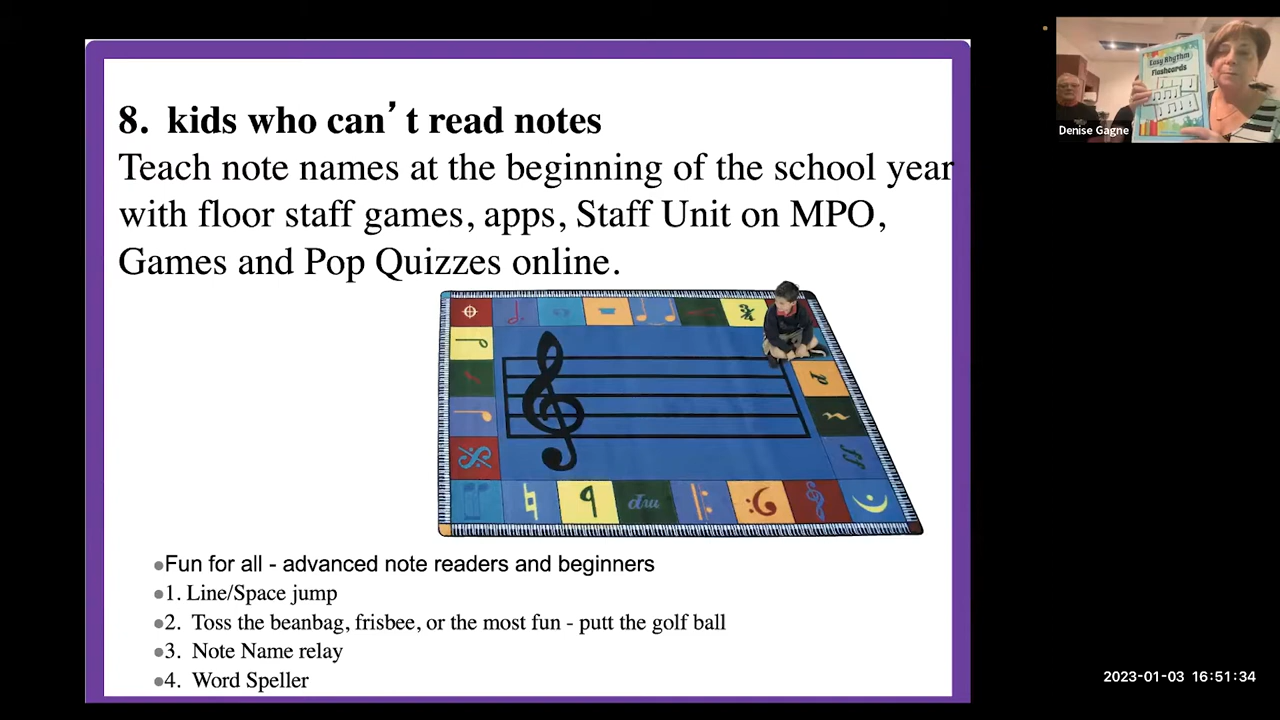 8. kids who can’t read notes
Teach note names at the beginning of the school year
with floor staff games, apps, Staff Unit on MPO,
Games and Pop Quizzes online.
•Fun for all - advanced note readers and beginners
•1. Line/Space jump
•2. Toss the beanbag, frisbee, or the most fun - putt the golf ball
•3. Note Name relay
•4. Word Speller
Easy Rhythm
Flashcards
Denise Gagne
2023-01-03 16:51:34